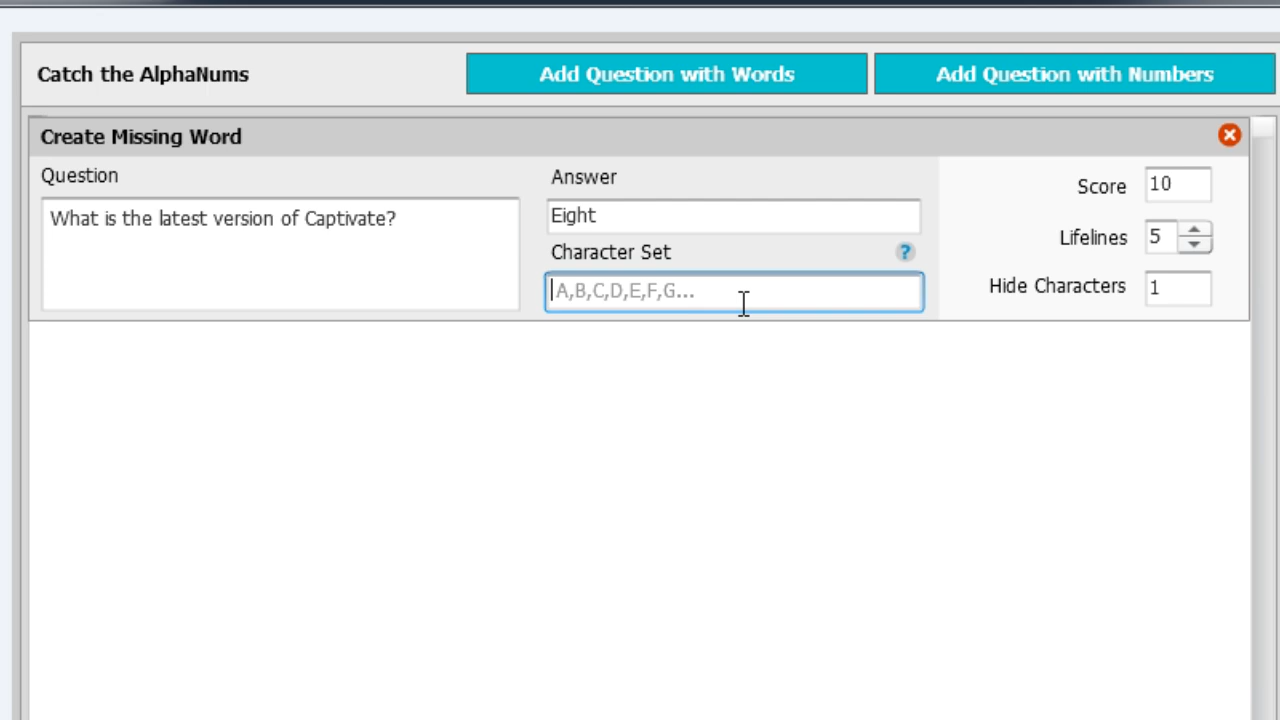 Catch the AlphaNums
Add Question with Words
Add Question with Numbers
Create Missing Word
Question
Answer
Score 10
What is the latest version of Captivate?
Eight
Lifelines 5
Character Set ?
A,B,C,D,E,F,G...
Hide Characters 1